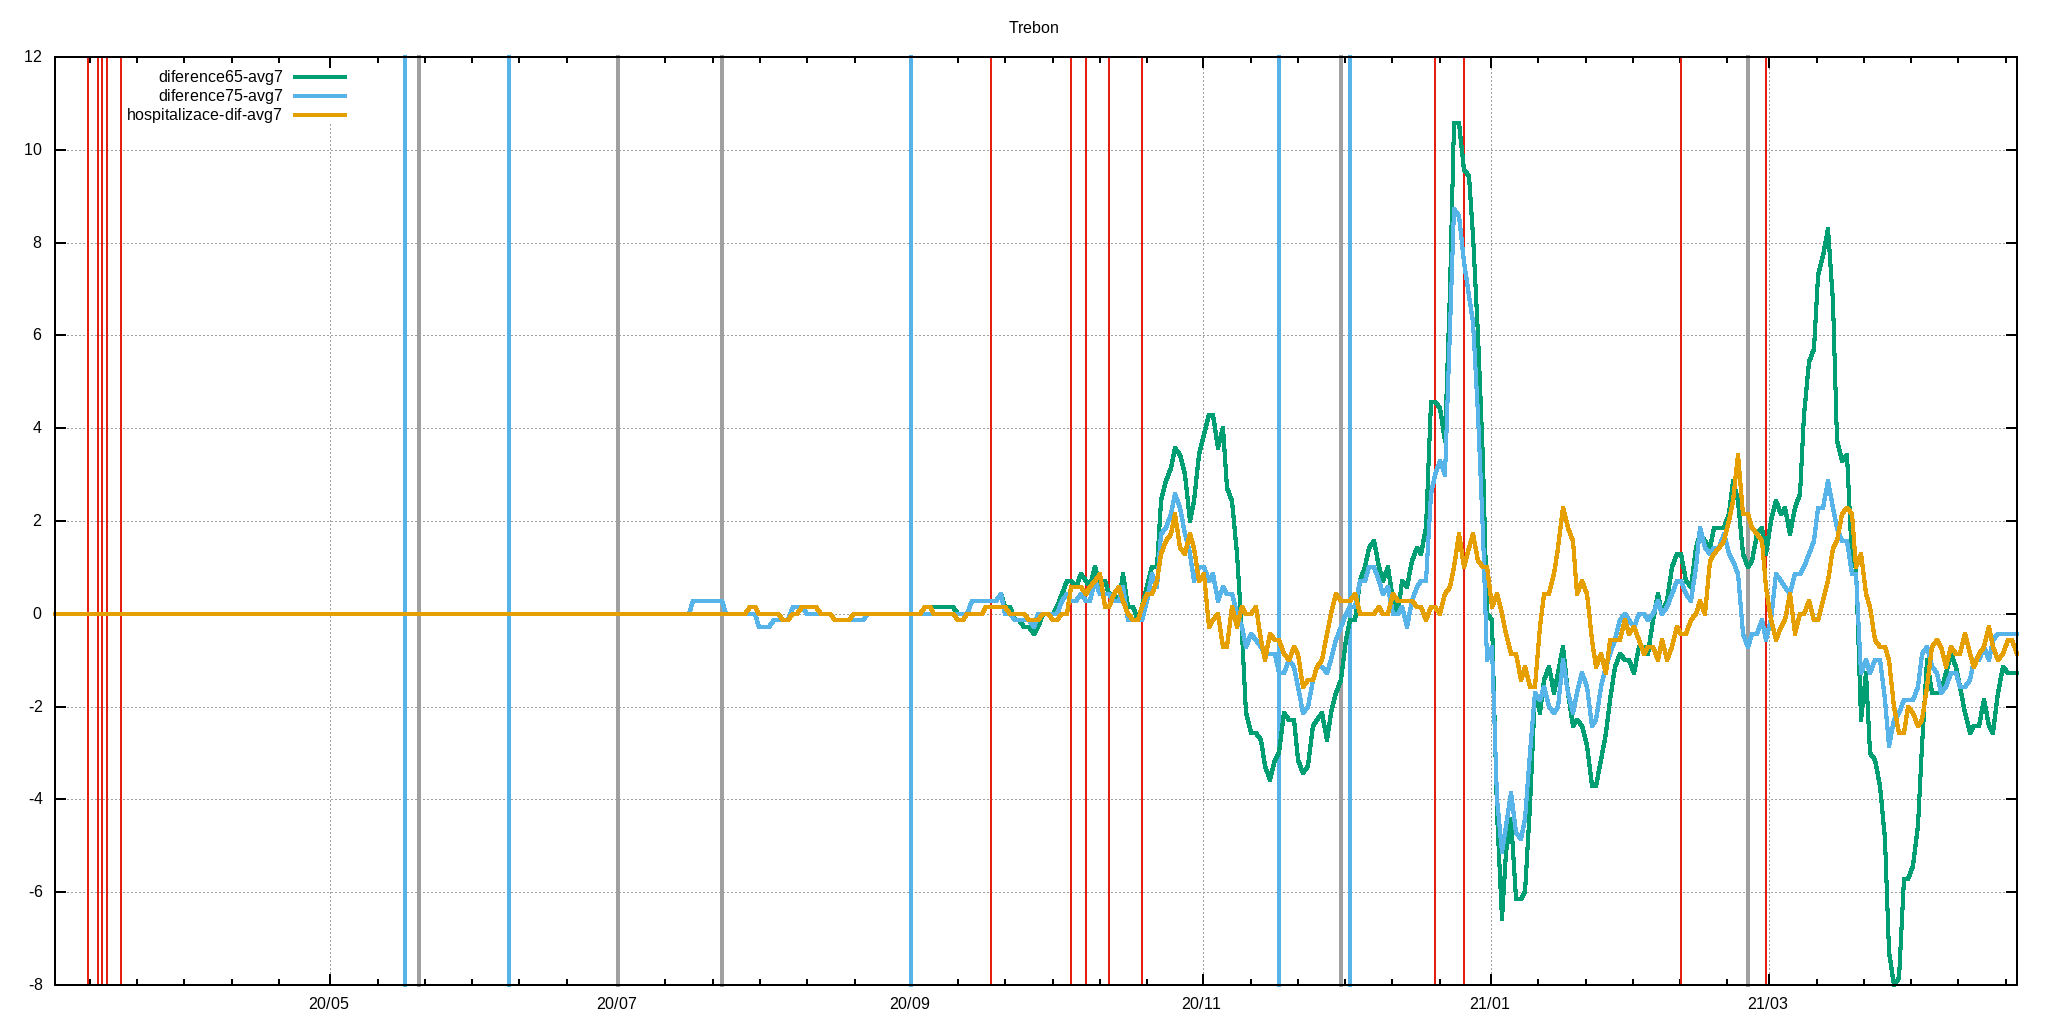 Trebon
12
diference65-avg7
diference75-avg7
hospitalizace-dif-avg7
10
8
6
4
2
0
-2
-4
-6
-8
20/05 20/07 20/09 20/11 21/01 21/03